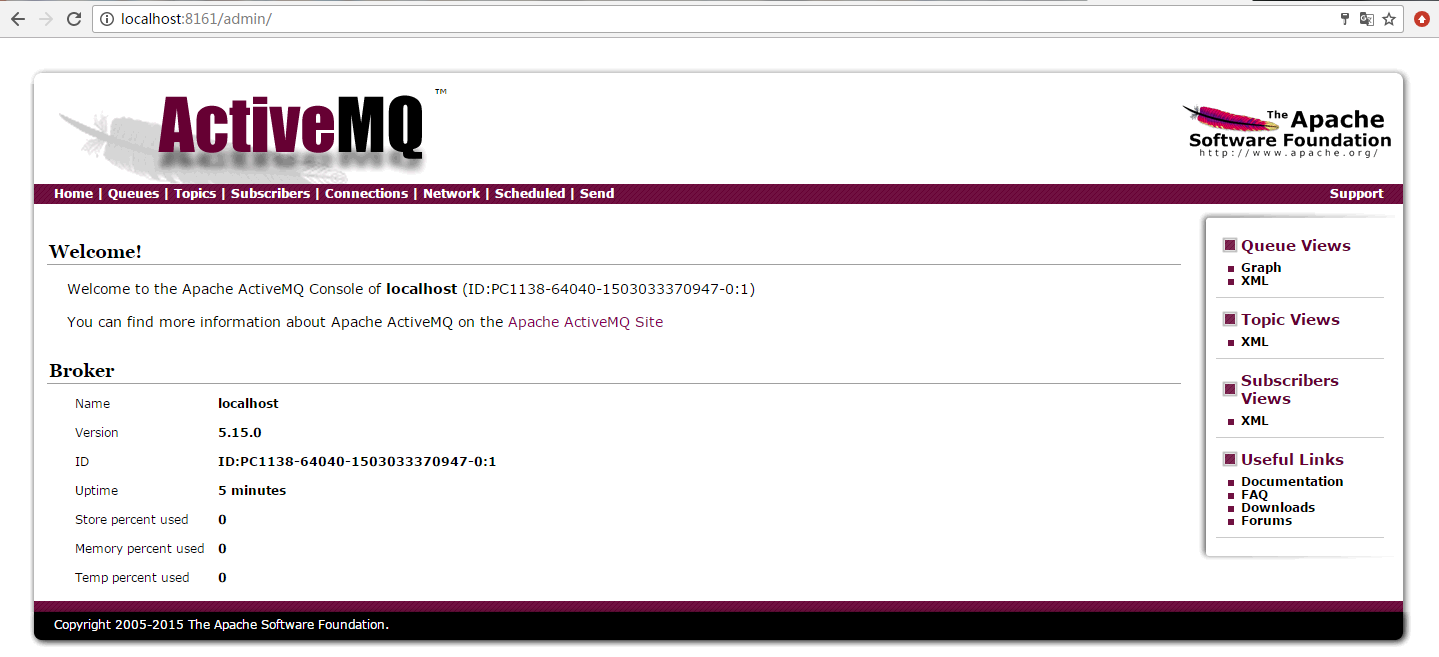 localhost:8161/admin/
ActiveMQ ™
The Apache
Software Foundation
http://www.apache.org/
Home | Queues | Topics | Subscribers | Connections | Network | Scheduled | Send
Support
Welcome!
Welcome to the Apache ActiveMQ Console of localhost (ID:PC1138-64040-1503033370947-0:1)
You can find more information about Apache ActiveMQ on the Apache ActiveMQ Site
Broker
Name localhost
Version 5.15.0
ID ID:PC1138-64040-1503033370947-0:1
Uptime 5 minutes
Store percent used 0
Memory percent used 0
Temp percent used 0
Queue Views
Graph
XML
Topic Views
XML
Subscribers
Views
XML
Useful Links
Documentation
FAQ
Downloads
Forums
Copyright 2005-2015 The Apache Software Foundation.